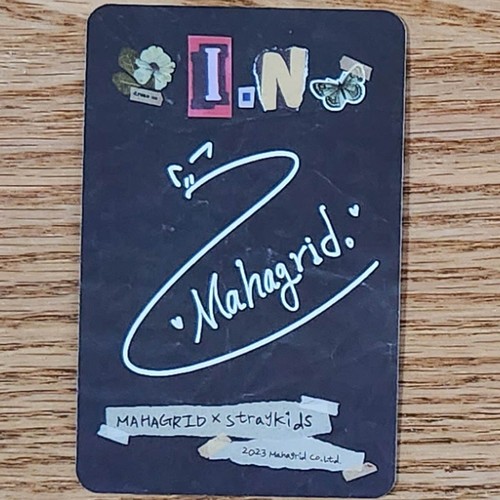 I.N
Mahagrid.
MAHAGRID x straykids
2023 Mahagrid Co.Ltd.